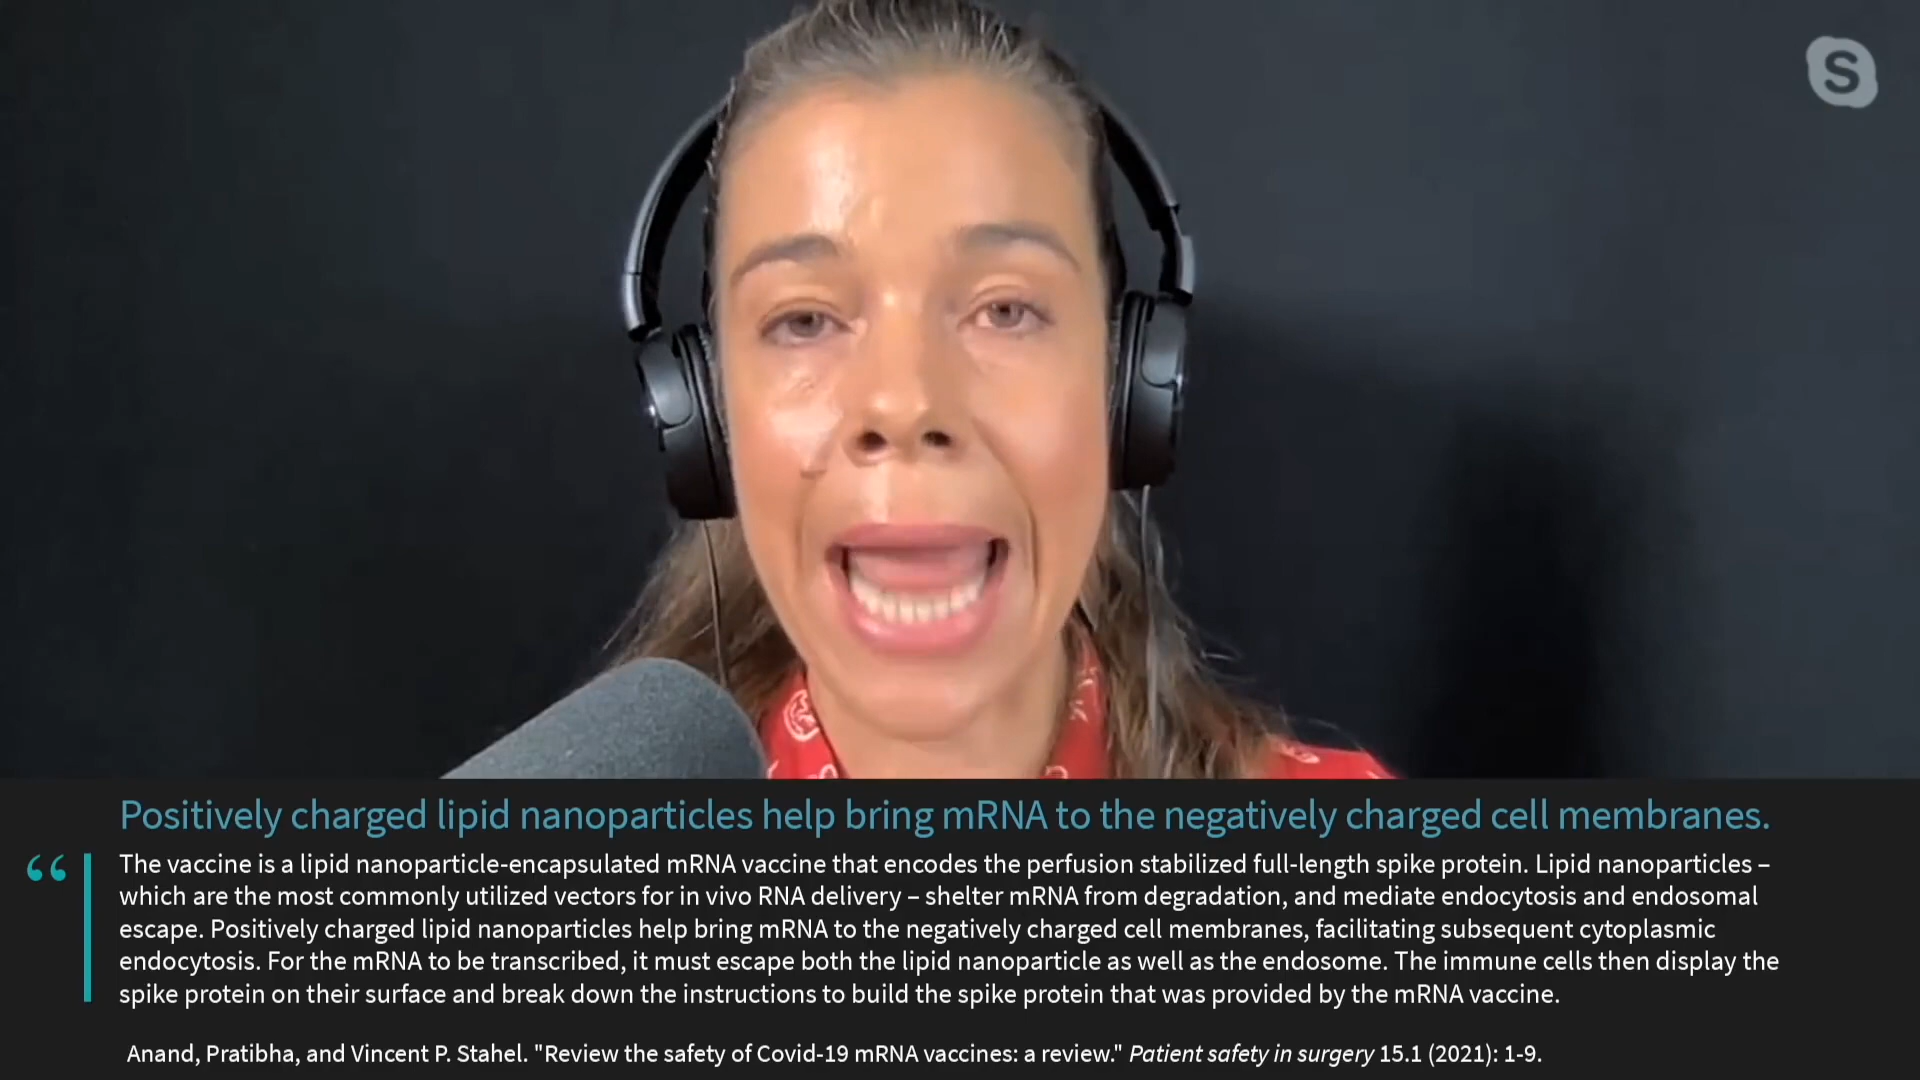 S
Positively charged lipid nanoparticles help bring mRNA to the negatively charged cell membranes.
“
The vaccine is a lipid nanoparticle-encapsulated mRNA vaccine that encodes the perfusion stabilized full-length spike protein. Lipid nanoparticles –
which are the most commonly utilized vectors for in vivo RNA delivery – shelter mRNA from degradation, and mediate endocytosis and endosomal
escape. Positively charged lipid nanoparticles help bring mRNA to the negatively charged cell membranes, facilitating subsequent cytoplasmic
endocytosis. For the mRNA to be transcribed, it must escape both the lipid nanoparticle as well as the endosome. The immune cells then display the
spike protein on their surface and break down the instructions to build the spike protein that was provided by the mRNA vaccine.
Anand, Pratibha, and Vincent P. Stahel. "Review the safety of Covid-19 mRNA vaccines: a review." Patient safety in surgery 15.1 (2021): 1-9.